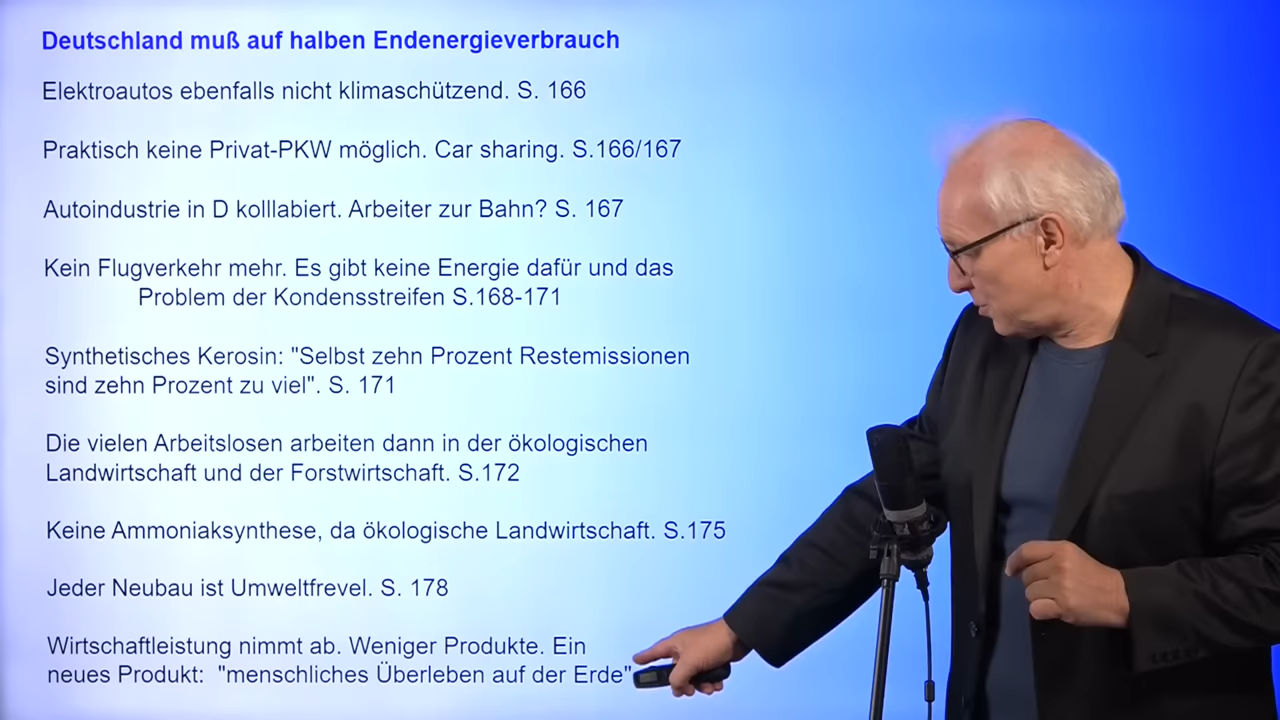 Deutschland muß auf halben Endenergieverbrauch
Elektroautos ebenfalls nicht klimaschützend. S. 166
Praktisch keine Privat-PKW möglich. Car sharing. S.166/167
Autoindustrie in D kolllabiert. Arbeiter zur Bahn? S. 167
Kein Flugverkehr mehr. Es gibt keine Energie dafür und das
Problem der Kondensstreifen S.168-171
Synthetisches Kerosin: "Selbst zehn Prozent Restemissionen
sind zehn Prozent zu viel". S. 171
Die vielen Arbeitslosen arbeiten dann in der ökologischen
Landwirtschaft und der Forstwirtschaft. S.172
Keine Ammoniaksynthese, da ökologische Landwirtschaft. S.175
Jeder Neubau ist Umweltfrevel. S. 178
Wirtschaftleistung nimmt ab. Weniger Produkte. Ein
neues Produkt: "menschliches Überleben auf der Erde"